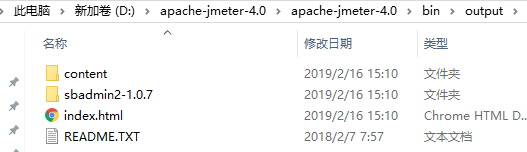 此电脑 > 新加卷 (D:) > apache-jmeter-4.0 > apache-jmeter-4.0 > bin > output >
名称 修改日期 类型
content 2019/2/16 15:10 文件夹
sbadmin2-1.0.7 2019/2/16 15:10 文件夹
index.html 2019/2/16 15:10 Chrome HTML D...
README.TXT 2018/2/7 7:57 文本文档